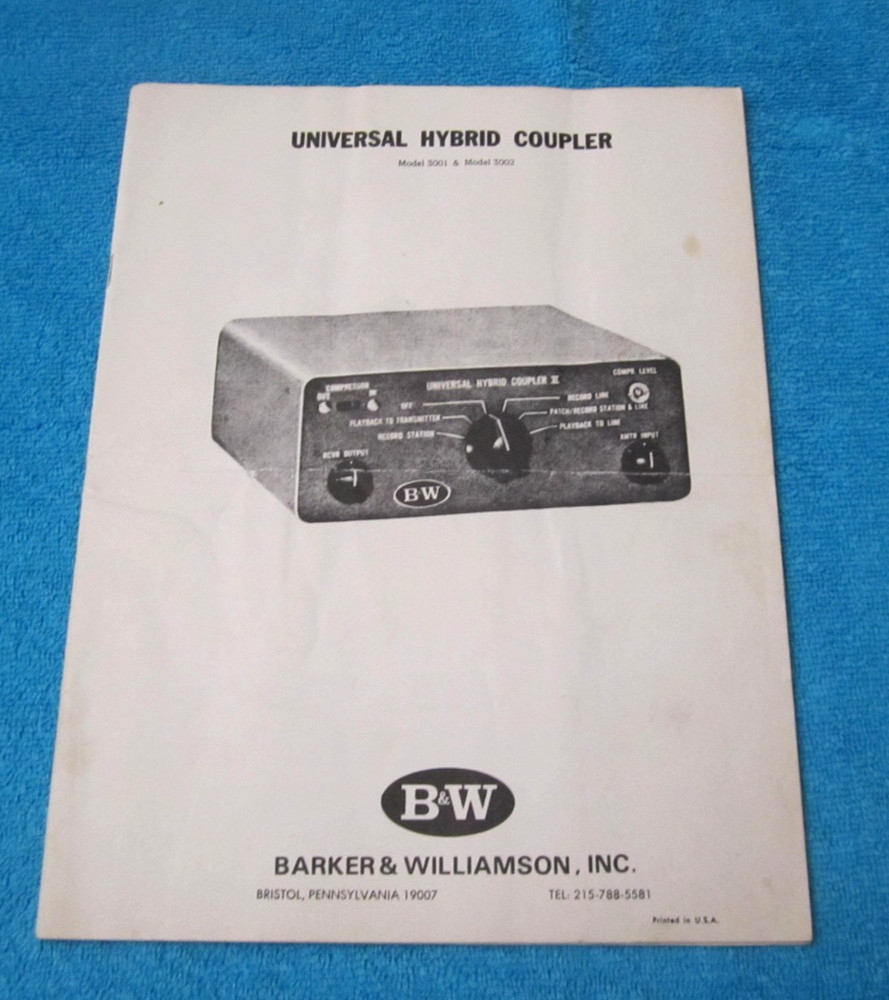 UNIVERSAL HYBRID COUPLER
Model 3001 & Model 3002
COMPRESSION
OUT IN
UNIVERSAL HYBRID COUPLER II
COMPR. LEVEL
OFF
RECORD LINE
PLAYBACK TO TRANSMITTER
PATCH/RECORD STATION & LINE
RECORD STATION
PLAYBACK TO LINE
RCVR OUTPUT
XMTR INPUT
B&W
B&W
BARKER & WILLIAMSON, INC.
BRISTOL, PENNSYLVANIA 19007 TEL: 215-788-5581
Printed in U.S.A.